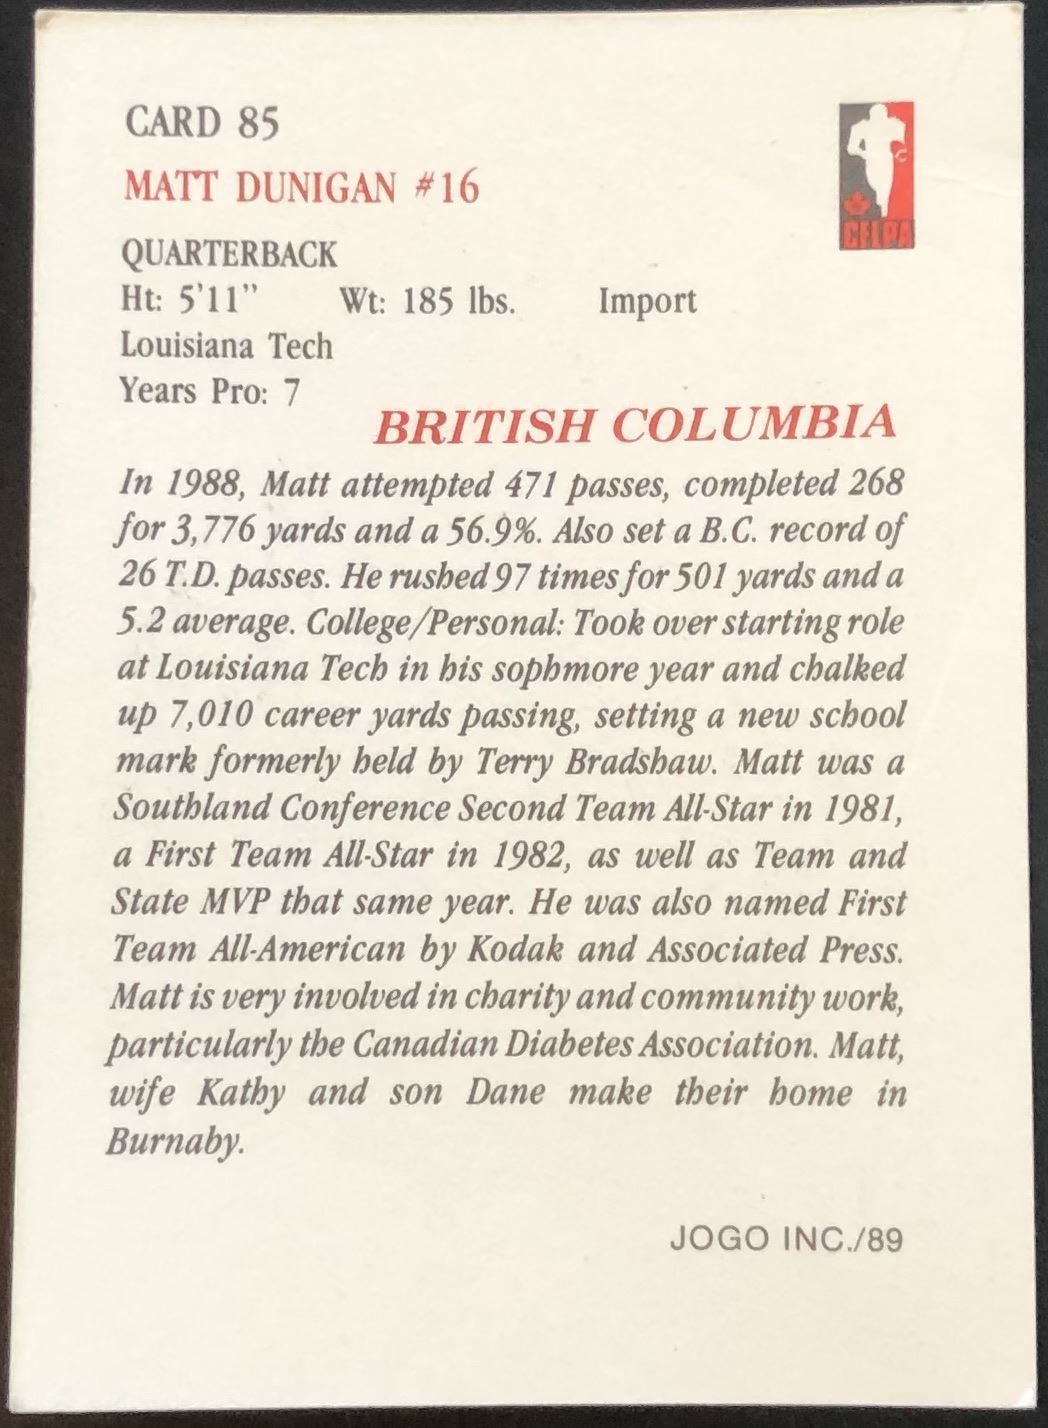 CARD 85
MATT DUNIGAN #16
CFLPA
QUARTERBACK
Ht: 5'11" Wt: 185 lbs. Import
Louisiana Tech
Years Pro: 7
BRITISH COLUMBIA
In 1988, Matt attempted 471 passes, completed 268
for 3,776 yards and a 56.9%. Also set a B.C. record of
26 T.D. passes. He rushed 97 times for 501 yards and a
5.2 average. College/Personal: Took over starting role
at Louisiana Tech in his sophmore year and chalked
up 7,010 career yards passing, setting a new school
mark formerly held by Terry Bradshaw. Matt was a
Southland Conference Second Team All-Star in 1981,
a First Team All-Star in 1982, as well as Team and
State MVP that same year. He was also named First
Team All-American by Kodak and Associated Press.
Matt is very involved in charity and community work,
particularly the Canadian Diabetes Association. Matt,
wife Kathy and son Dane make their home in
Burnaby.
JOGO INC./89